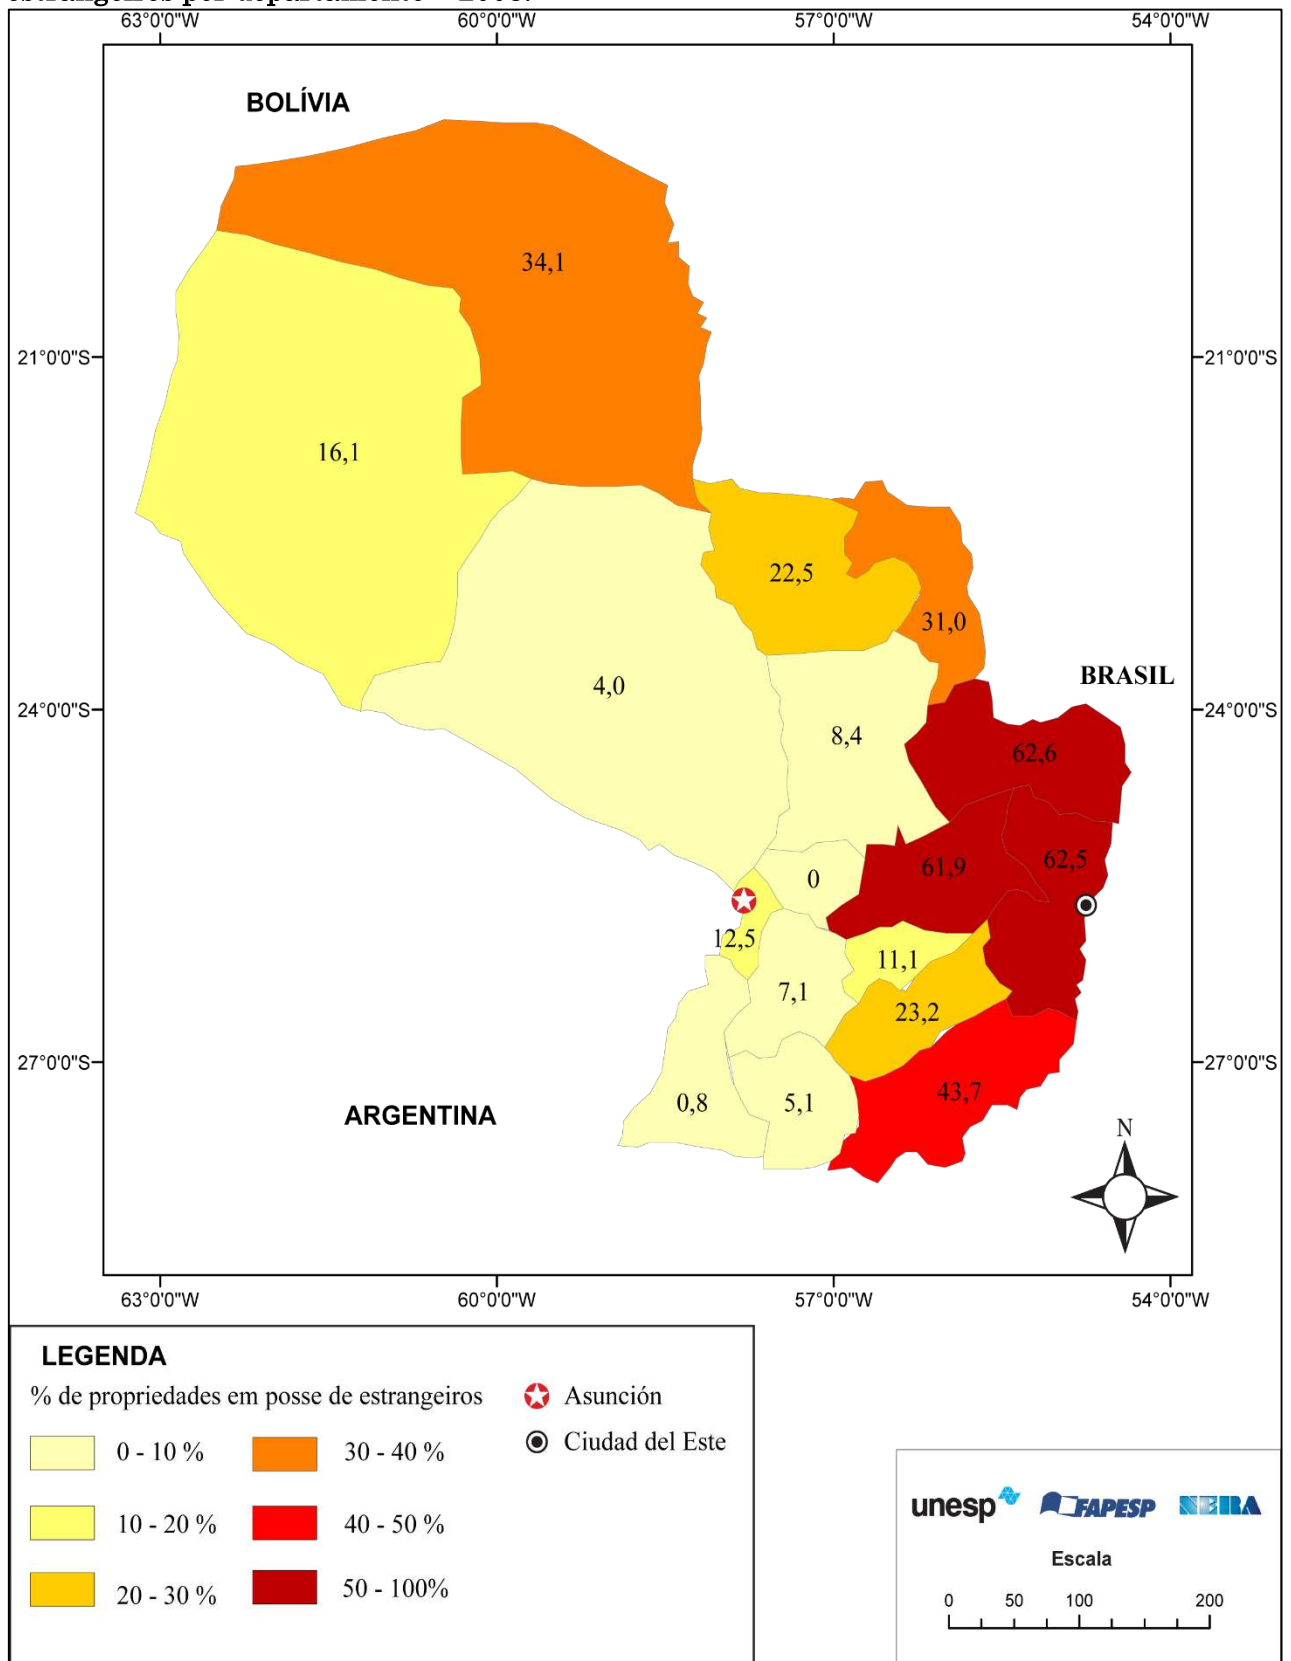 estrangeiros por departamento – 2008.
63°0'0"W 60°0'0"W 57°0'0"W 54°0'0"W
BOLÍVIA
34,1
21°0'0"S 21°0'0"S
16,1
22,5
31,0
BRASIL
4,0
24°0'0"S 24°0'0"S
8,4
62,6
62,5
61,9
0
12,5
11,1
7,1
23,2
27°0'0"S 27°0'0"S
43,7
0,8
5,1
ARGENTINA
N
63°0'0"W 60°0'0"W 57°0'0"W 54°0'0"W
LEGENDA
% de propriedades em posse de estrangeiros
0 - 10 %
10 - 20 %
20 - 30 %
30 - 40 %
40 - 50 %
50 - 100%
Asunción
Ciudad del Este
unesp FAPESP NERA
Escala
0 50 100 200